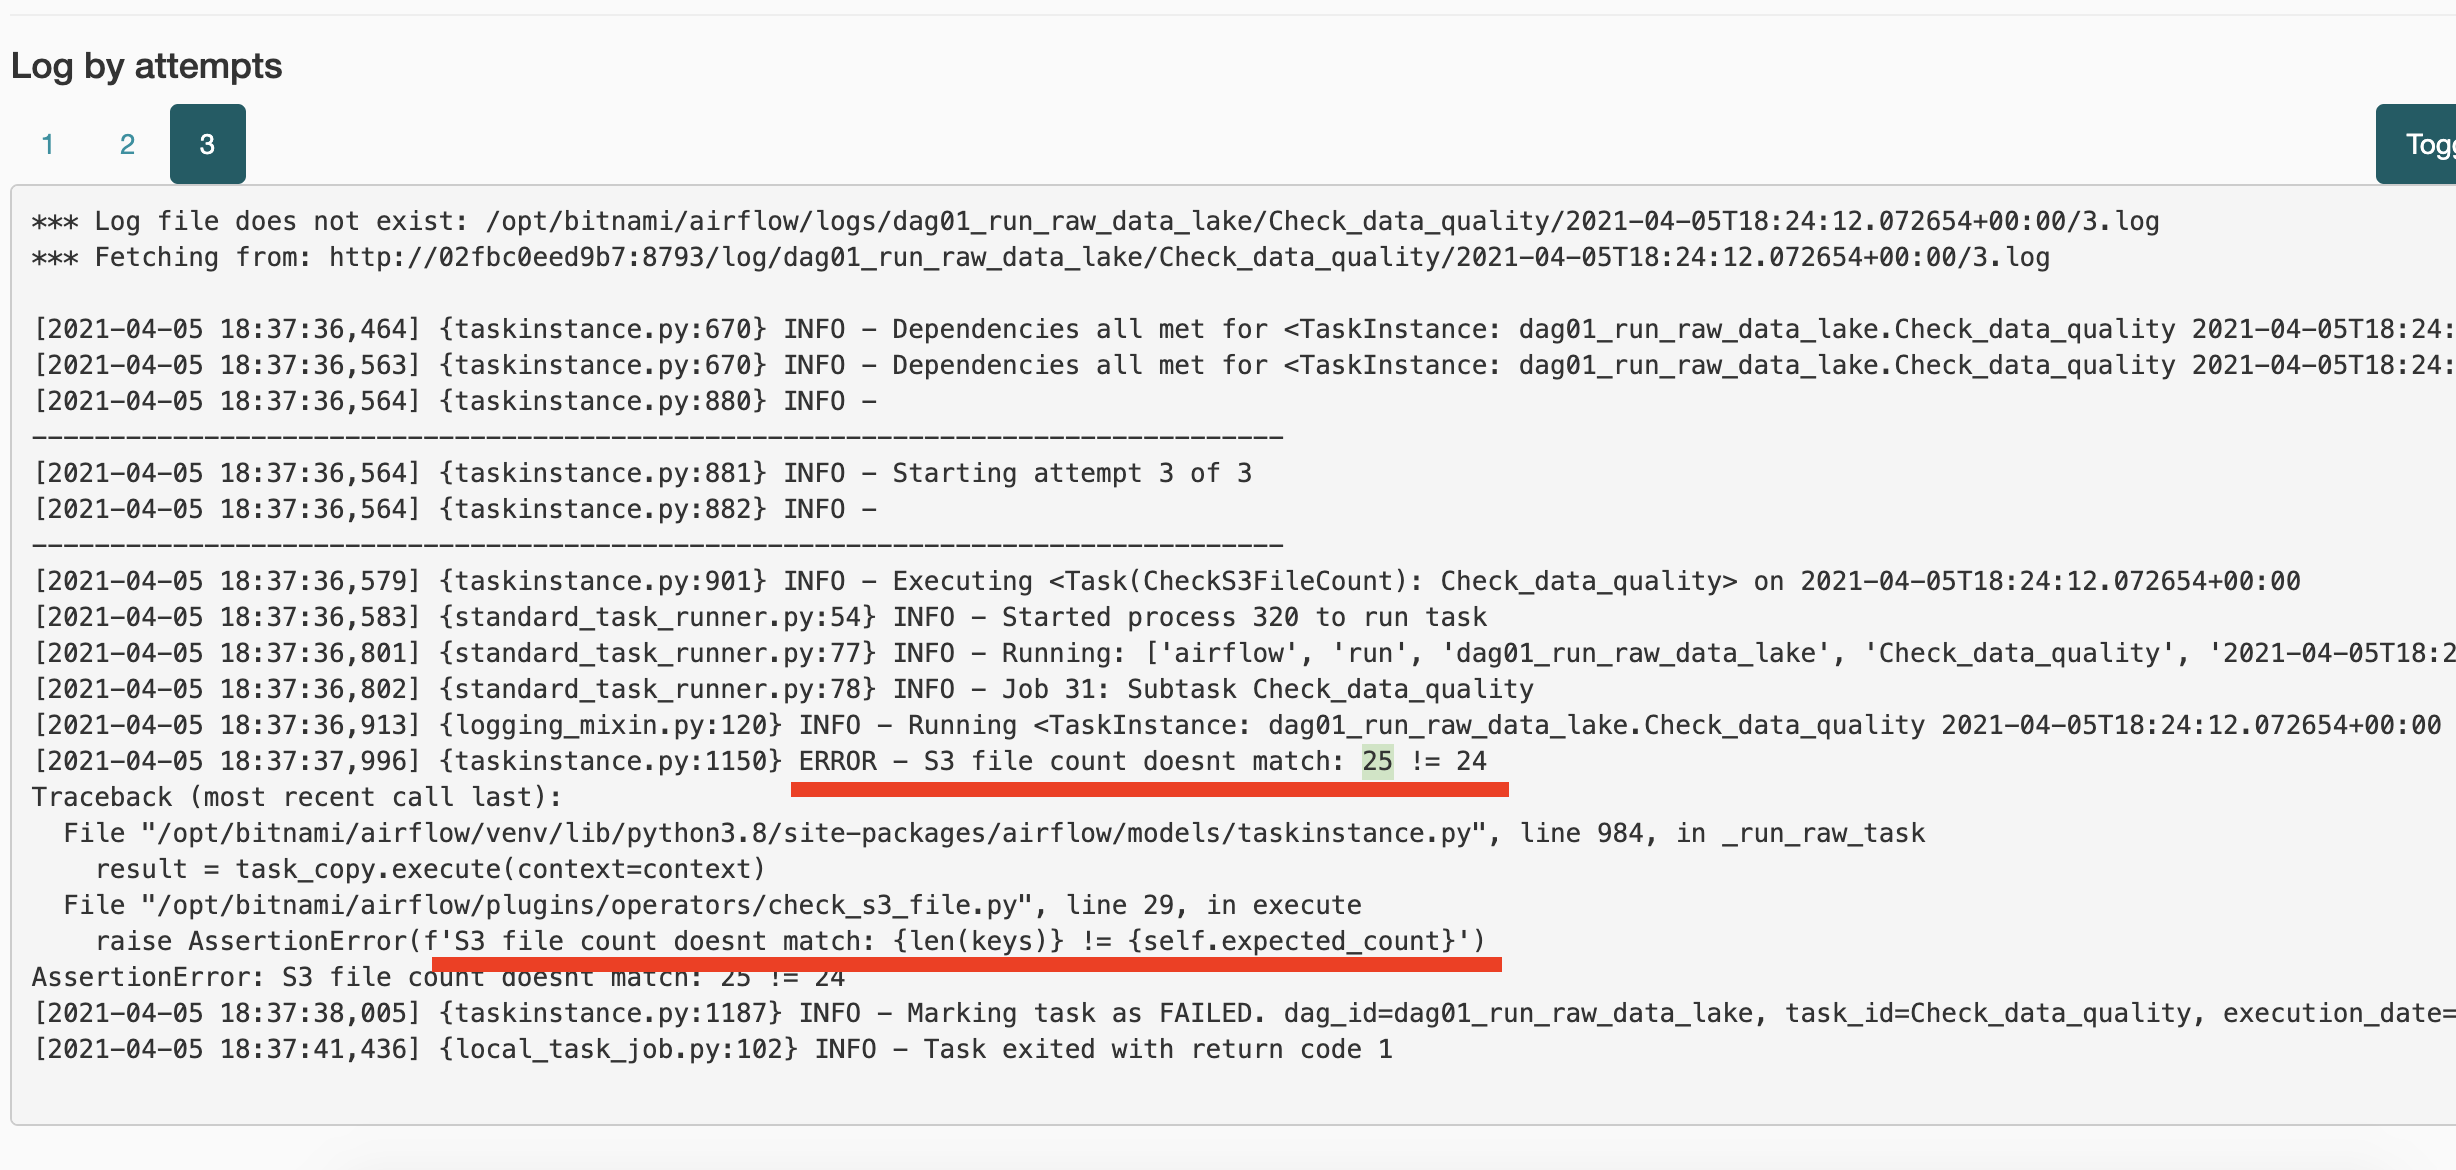 Log by attempts
1 2 3
*** Log file does not exist: /opt/bitnami/airflow/logs/dag01_run_raw_data_lake/Check_data_quality/2021-04-05T18:24:12.072654+00:00/3.log
*** Fetching from: http://02fbc0eed9b7:8793/log/dag01_run_raw_data_lake/Check_data_quality/2021-04-05T18:24:12.072654+00:00/3.log
[2021-04-05 18:37:36,464] {taskinstance.py:670} INFO - Dependencies all met for <TaskInstance: dag01_run_raw_data_lake.Check_data_quality 2021-04-05T18:24:
[2021-04-05 18:37:36,563] {taskinstance.py:670} INFO - Dependencies all met for <TaskInstance: dag01_run_raw_data_lake.Check_data_quality 2021-04-05T18:24:
[2021-04-05 18:37:36,564] {taskinstance.py:880} INFO -
--------------------------------------------------------------------------------
[2021-04-05 18:37:36,564] {taskinstance.py:881} INFO - Starting attempt 3 of 3
[2021-04-05 18:37:36,564] {taskinstance.py:882} INFO -
--------------------------------------------------------------------------------
[2021-04-05 18:37:36,579] {taskinstance.py:901} INFO - Executing <Task(CheckS3FileCount): Check_data_quality> on 2021-04-05T18:24:12.072654+00:00
[2021-04-05 18:37:36,583] {standard_task_runner.py:54} INFO - Started process 320 to run task
[2021-04-05 18:37:36,801] {standard_task_runner.py:77} INFO - Running: ['airflow', 'run', 'dag01_run_raw_data_lake', 'Check_data_quality', '2021-04-05T18:2
[2021-04-05 18:37:36,802] {standard_task_runner.py:78} INFO - Job 31: Subtask Check_data_quality
[2021-04-05 18:37:36,913] {logging_mixin.py:120} INFO - Running <TaskInstance: dag01_run_raw_data_lake.Check_data_quality 2021-04-05T18:24:12.072654+00:00
[2021-04-05 18:37:37,996] {taskinstance.py:1150} ERROR - S3 file count doesnt match: 25 != 24
Traceback (most recent call last):
  File "/opt/bitnami/airflow/venv/lib/python3.8/site-packages/airflow/models/taskinstance.py", line 984, in _run_raw_task
    result = task_copy.execute(context=context)
  File "/opt/bitnami/airflow/plugins/operators/check_s3_file.py", line 29, in execute
    raise AssertionError(f'S3 file count doesnt match: {len(keys)} != {self.expected_count}')
AssertionError: S3 file count doesnt match: 25 != 24
[2021-04-05 18:37:38,005] {taskinstance.py:1187} INFO - Marking task as FAILED. dag_id=dag01_run_raw_data_lake, task_id=Check_data_quality, execution_date=
[2021-04-05 18:37:41,436] {local_task_job.py:102} INFO - Task exited with return code 1